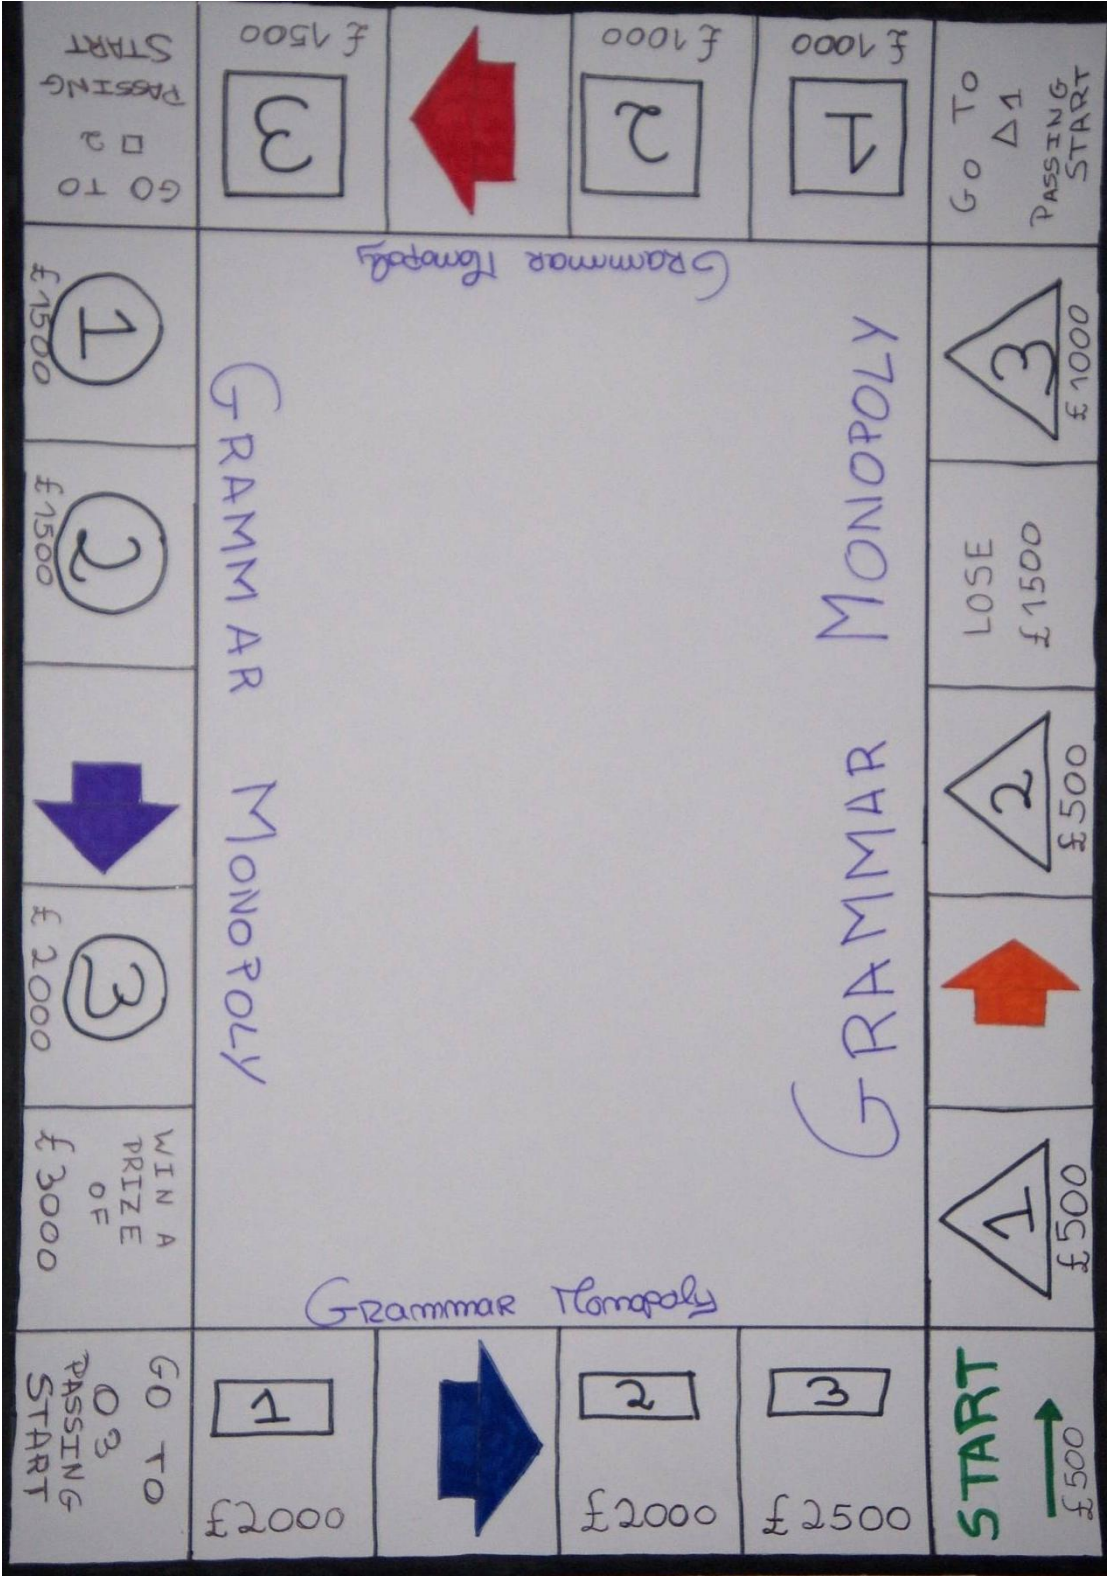 START
£500
1
£500
2
£500
LOSE
£1500
3
£1000
GO TO
△1
PASSING
START
1
£1000
2
£1000
3
£1500
GO TO
□ 2
PASSING
START
1
£1500
2
£1500
3
£2000
WIN A
PRIZE
OF
£3000
GO TO
O 3
PASSING
START
1
£2000
2
£2000
3
£2500
GRAMMAR MONOPOLY
Grammar Monopoly
GRAMMAR MONOPOLY
Grammar Monopoly